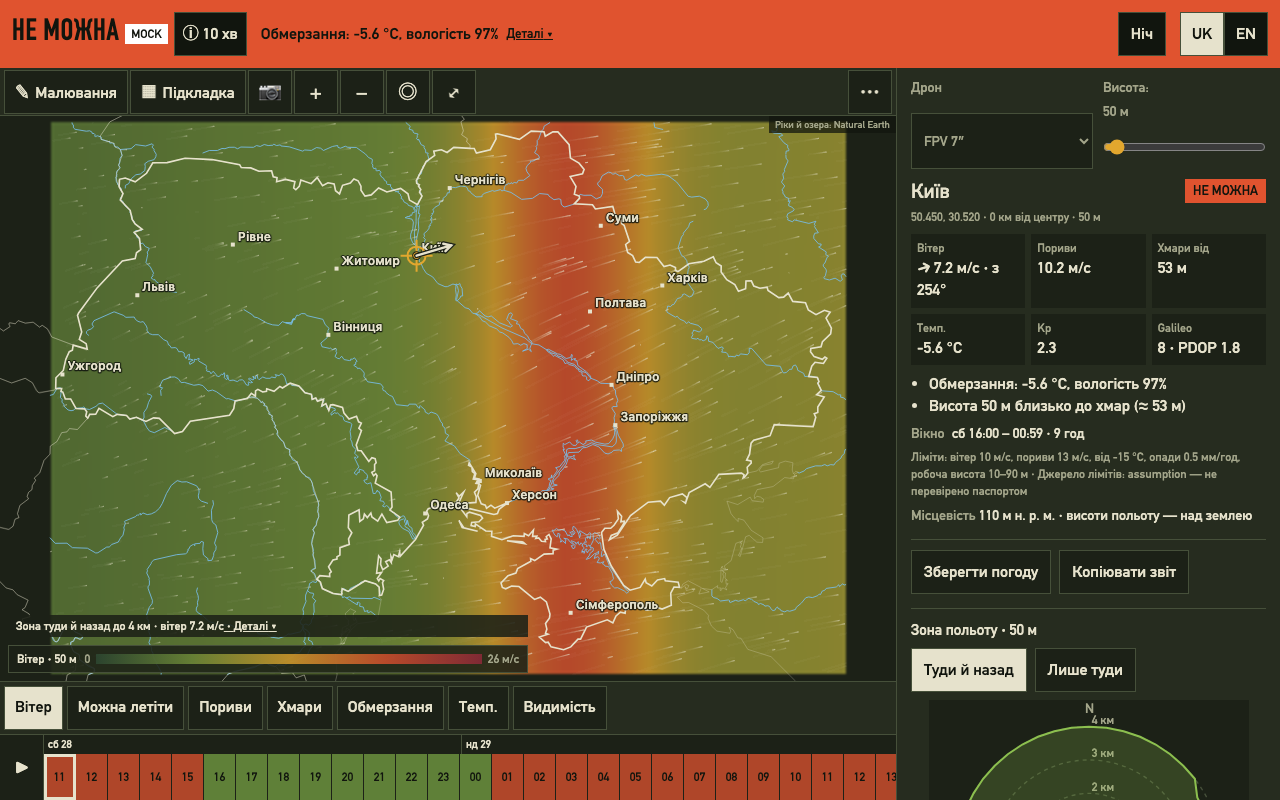 НЕ МОЖНА
МОСК
ⓘ 10 хв
Обмерзання: -5.6 °C, вологість 97% Деталі ▾
Ніч
UK
EN
✎ Малювання
▦ Підкладка
+
−
◎
⤢
•••
Ріки й озера: Natural Earth
Чернігів
Суми
Рівне
Житомир
Київ
Харків
Львів
Полтава
Вінниця
Ужгород
Дніпро
Запоріжжя
Миколаїв
Херсон
Одеса
Сімферополь
Зона туди й назад до 4 км · вітер 7.2 м/с · Деталі ▾
Вітер · 50 м 0 26 м/с
Вітер
Можна летіти
Пориви
Хмари
Обмерзання
Темп.
Видимість
сб 28
нд 29
▶
11 12 13 14 15 16 17 18 19 20 21 22 23 00 01 02 03 04 05 06 07 08 09 10 11 12 13
Дрон
FPV 7″
Висота:
50 м
Київ
НЕ МОЖНА
50.450, 30.520 · 0 км від центру · 50 м
Вітер
➔ 7.2 м/с · з
254°
Пориви
10.2 м/с
Хмари від
53 м
Темп.
-5.6 °C
Kp
2.3
Galileo
8 · PDOP 1.8
• Обмерзання: -5.6 °C, вологість 97%
• Висота 50 м близько до хмар (≈ 53 м)
Вікно сб 16:00 – 00:59 · 9 год
Ліміти: вітер 10 м/с, пориви 13 м/с, від -15 °C, опади 0.5 мм/год,
робоча висота 10–90 м · Джерело лімітів: assumption — не
перевірено паспортом
Місцевість 110 м н. р. м. · висоти польоту — над землею
Зберегти погоду
Копіювати звіт
Зона польоту · 50 м
Туди й назад
Лише туди
N
4 км
3 км
2 км